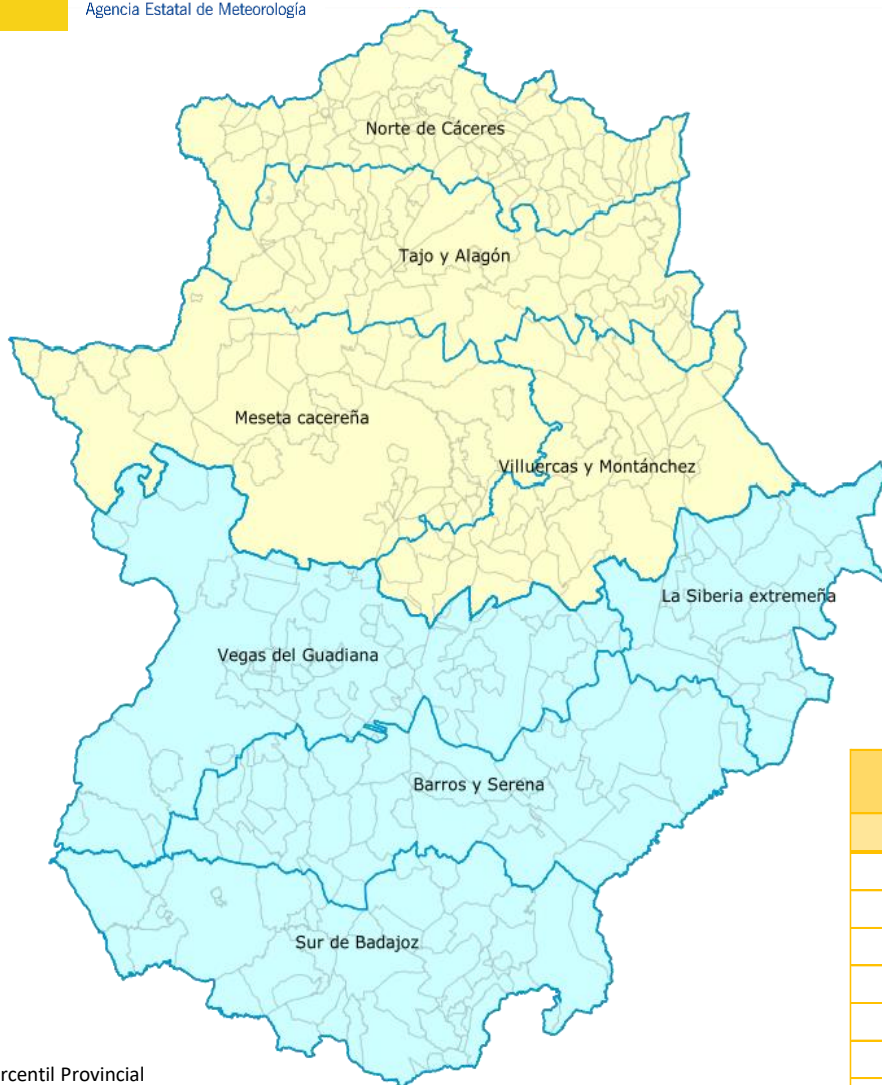 Agencia Estatal de Meteorología
Norte de Cáceres
Tajo y Alagón
Meseta cacereña
Villuercas y Montánchez
La Siberia extremeña
Vegas del Guadiana
Barros y Serena
Sur de Badajoz
rcentil Provincial